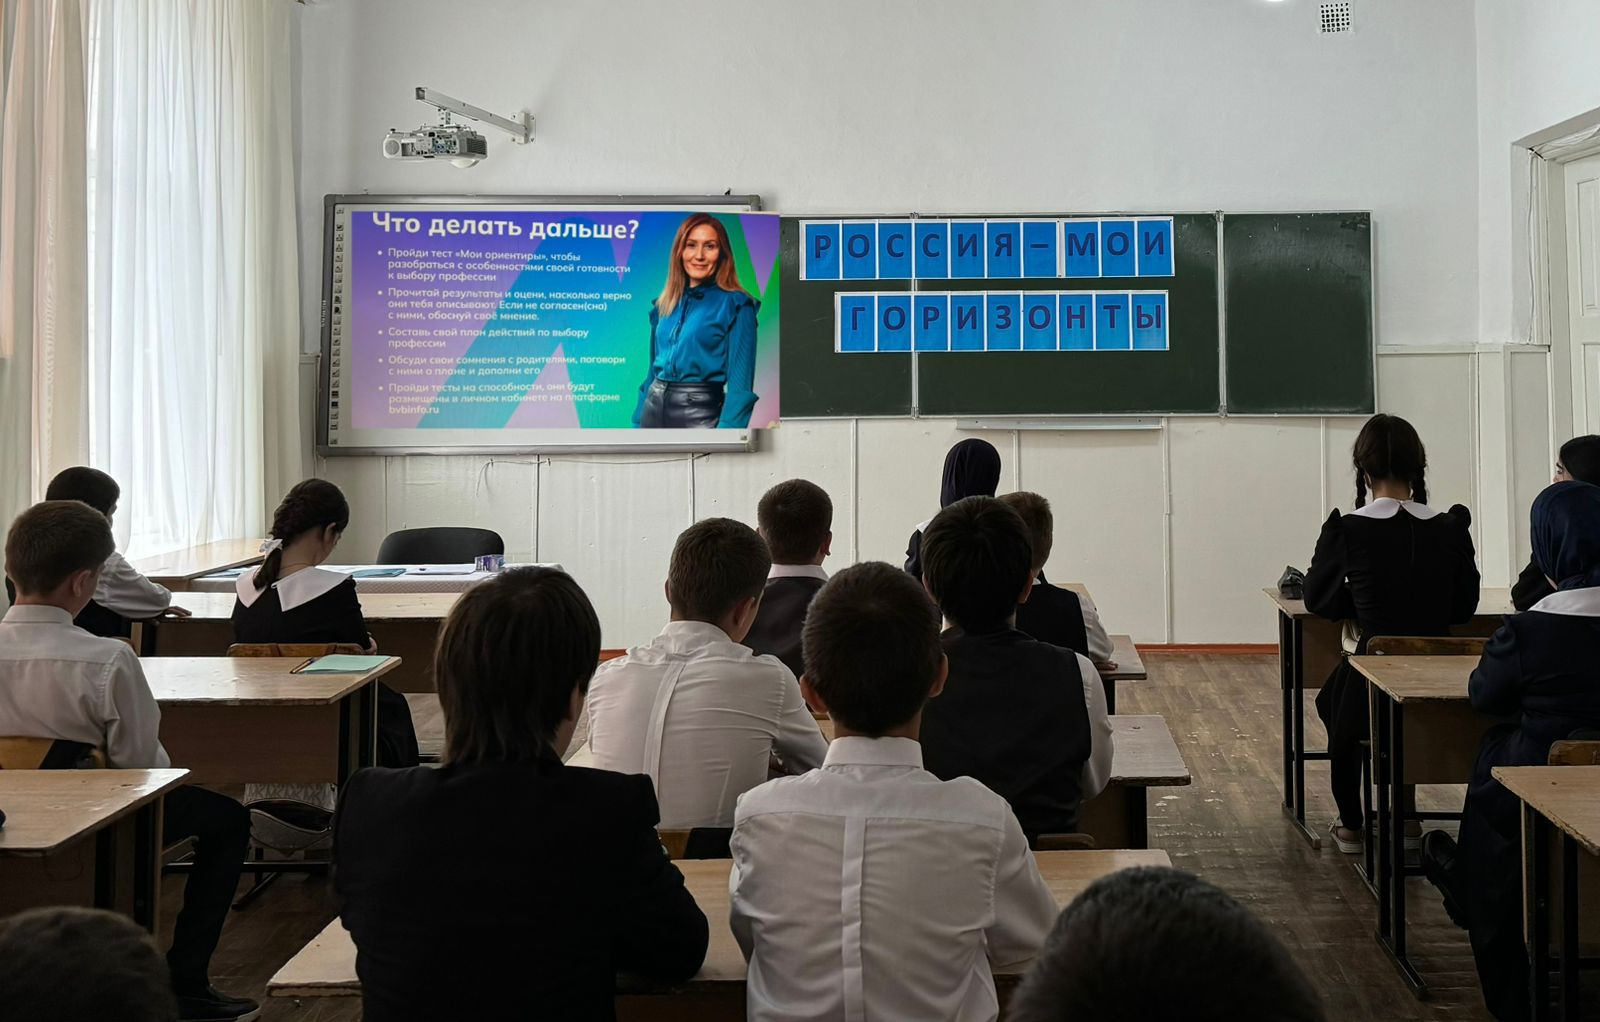 Что делать дальше?
• Пройди тест «Мои ориентиры», чтобы
разобраться с особенностями своей готовности
к выбору профессии
• Прочитай результаты и оцени, насколько верно
они тебя описывают. Если не согласен(сна)
с ними, обоснуй своё мнение.
• Составь свой план действий по выбору
профессии
• Обсуди свои сомнения с родителями, поговори
с ними о плане и дополни его
• Пройди тесты на способности, они будут
размещены в личном кабинете на платформе
bvbinfo.ru
РОССИЯ – МОИ
ГОРИЗОНТЫ